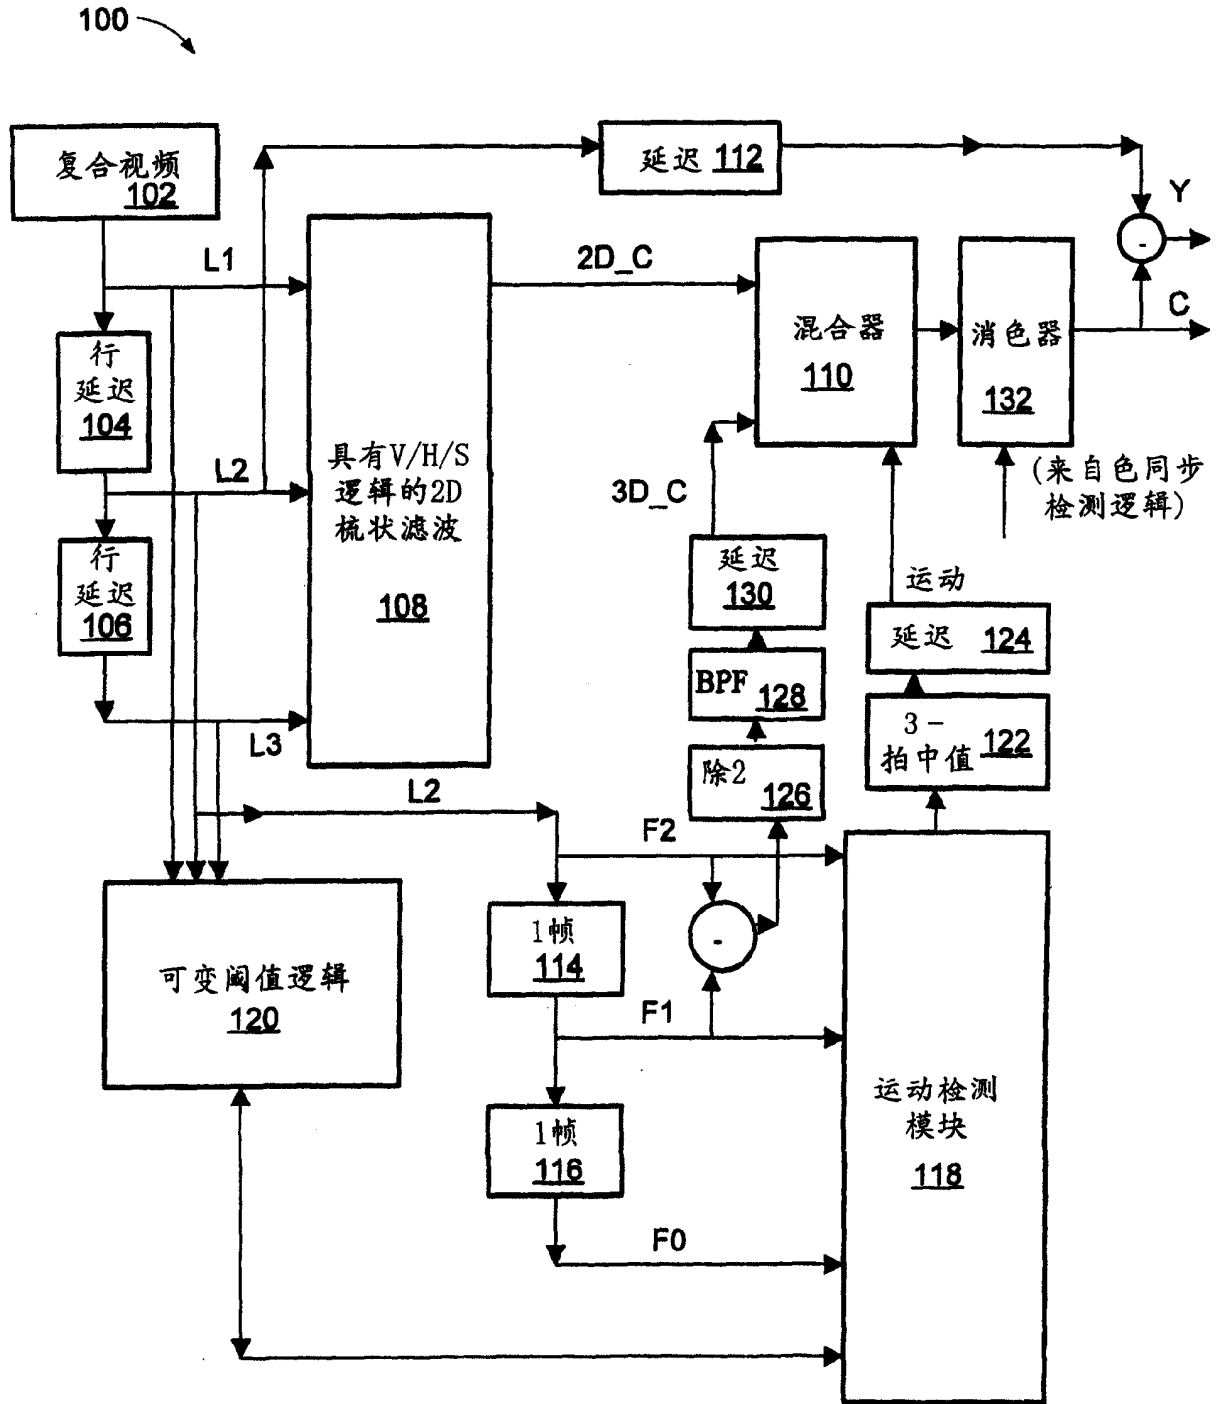 100
复合视频
102
延迟 112
Y
L1
2D_C
C
行
延迟
104
混合器
110
消色器
132
L2
具有V/H/S
逻辑的2D
梳状滤波
108
(来自色同步
检测逻辑)
3D_C
行
延迟
106
延迟
130
运动
延迟 124
BPF 128
L3
3-
拍中值 122
除2 126
L2
F2
1帧
114
可变阈值逻辑
120
F1
运动检测
模块
118
1帧
116
F0
-
-